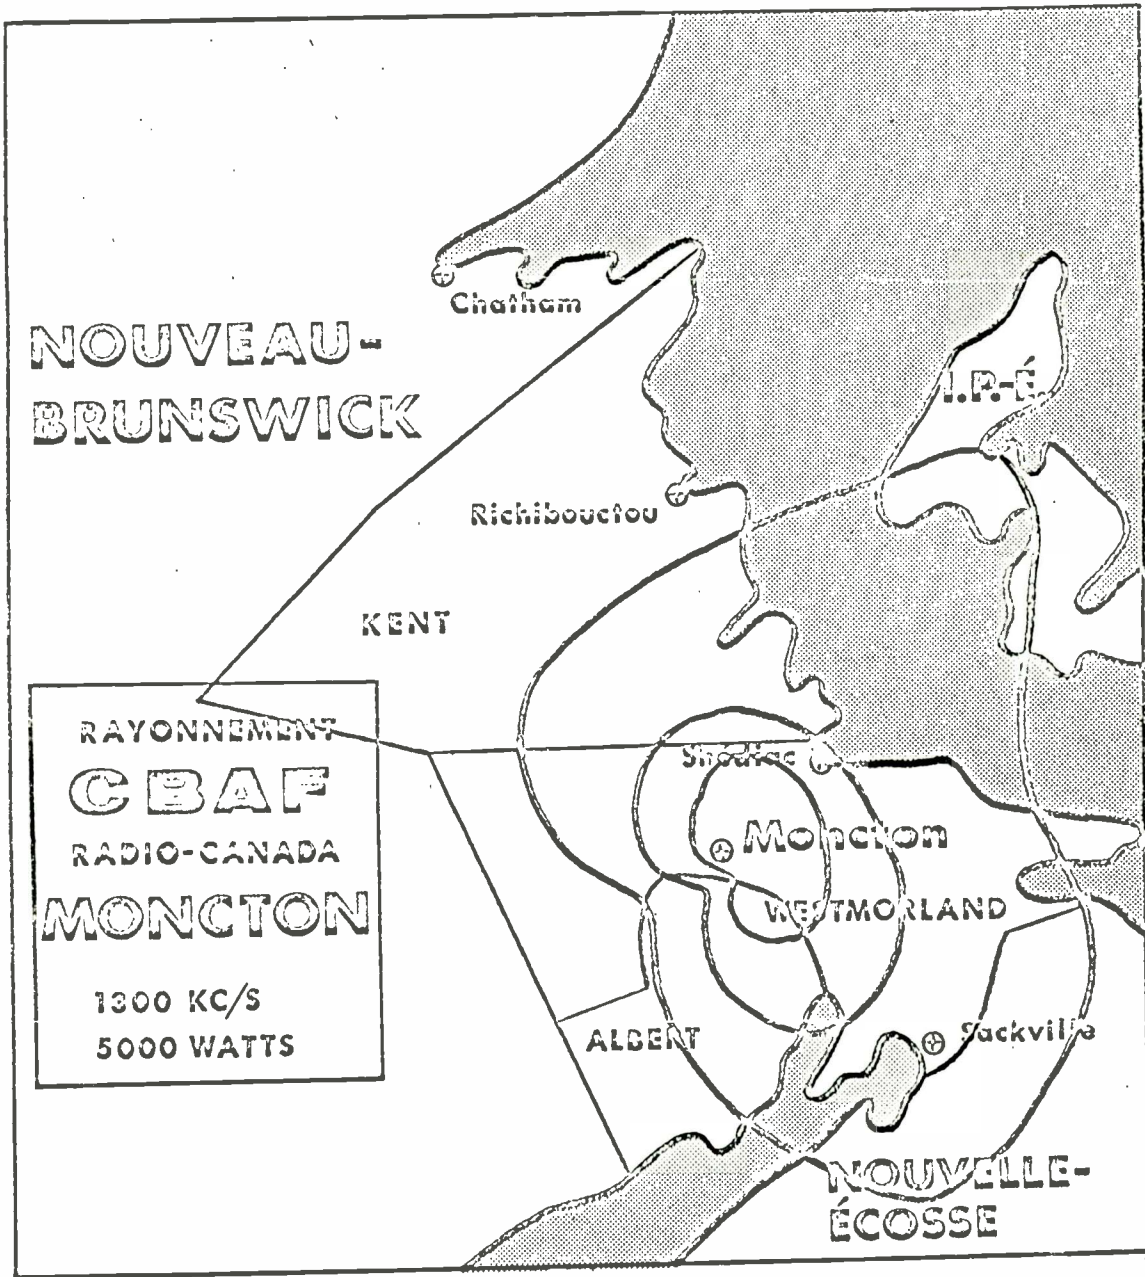 Chatham
NOUVEAU-
BRUNSWICK
I.P.-É.
Richibouctou
KENT
RAYONNEMENT
CBAF
RADIO-CANADA
MONCTON
1300 KC/S
5000 WATTS
Shédiac
Moncton
WESTMORLAND
ALBERT
Sackville
NOUVELLE-
ÉCOSSE